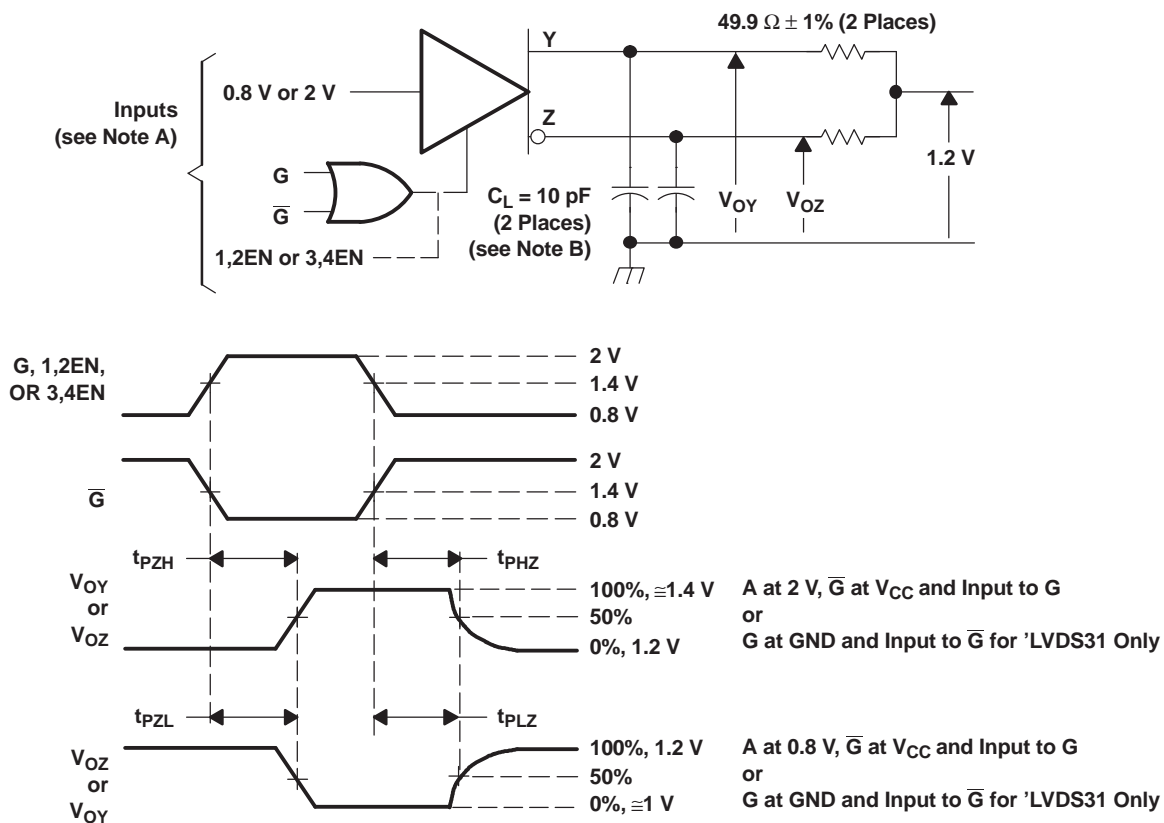 49.9 Ω ± 1% (2 Places)
Y
0.8 V or 2 V
Inputs
(see Note A)
Z
1.2 V
G
G̅
C_L = 10 pF
(2 Places)
(see Note B)
V_OY
V_OZ
1,2EN or 3,4EN
G, 1,2EN,
OR 3,4EN
2 V
1.4 V
0.8 V
G̅
2 V
1.4 V
0.8 V
t_PZH
t_PHZ
V_OY
or
V_OZ
100%, ≅1.4 V
50%
0%, 1.2 V
A at 2 V, G̅ at V_CC and Input to G
or
G at GND and Input to G̅ for 'LVDS31 Only
t_PZL
t_PLZ
V_OZ
or
V_OY
100%, 1.2 V
50%
0%, ≅1 V
A at 0.8 V, G̅ at V_CC and Input to G
or
G at GND and Input to G̅ for 'LVDS31 Only